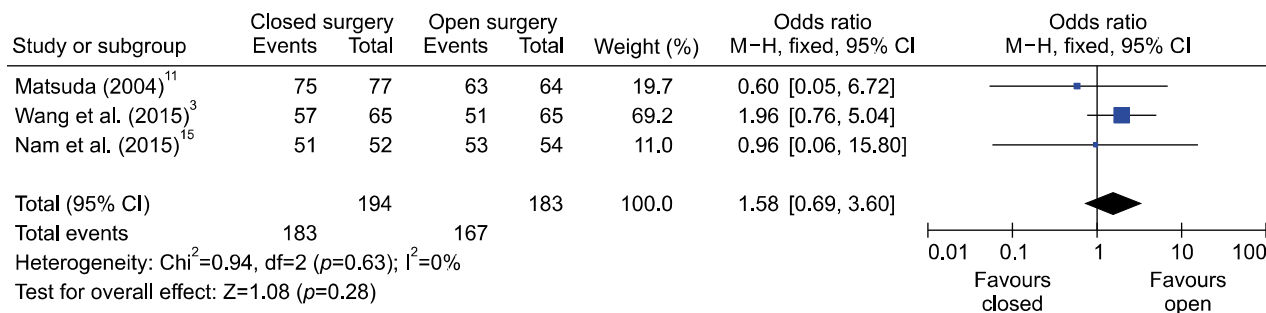 Closed surgery Open surgery Odds ratio Odds ratio
Study or subgroup Events Total Events Total Weight (%) M−H, fixed, 95% CI M−H, fixed, 95% CI
Matsuda (2004)¹¹ 75 77 63 64 19.7 0.60 [0.05, 6.72]
Wang et al. (2015)³ 57 65 51 65 69.2 1.96 [0.76, 5.04]
Nam et al. (2015)¹⁵ 51 52 53 54 11.0 0.96 [0.06, 15.80]
Total (95% CI) 194 183 100.0 1.58 [0.69, 3.60]
Total events 183 167
Heterogeneity: Chi²=0.94, df=2 (p=0.63); I²=0%
Test for overall effect: Z=1.08 (p=0.28)
0.01 0.1 1 10 100
Favours Favours
closed open